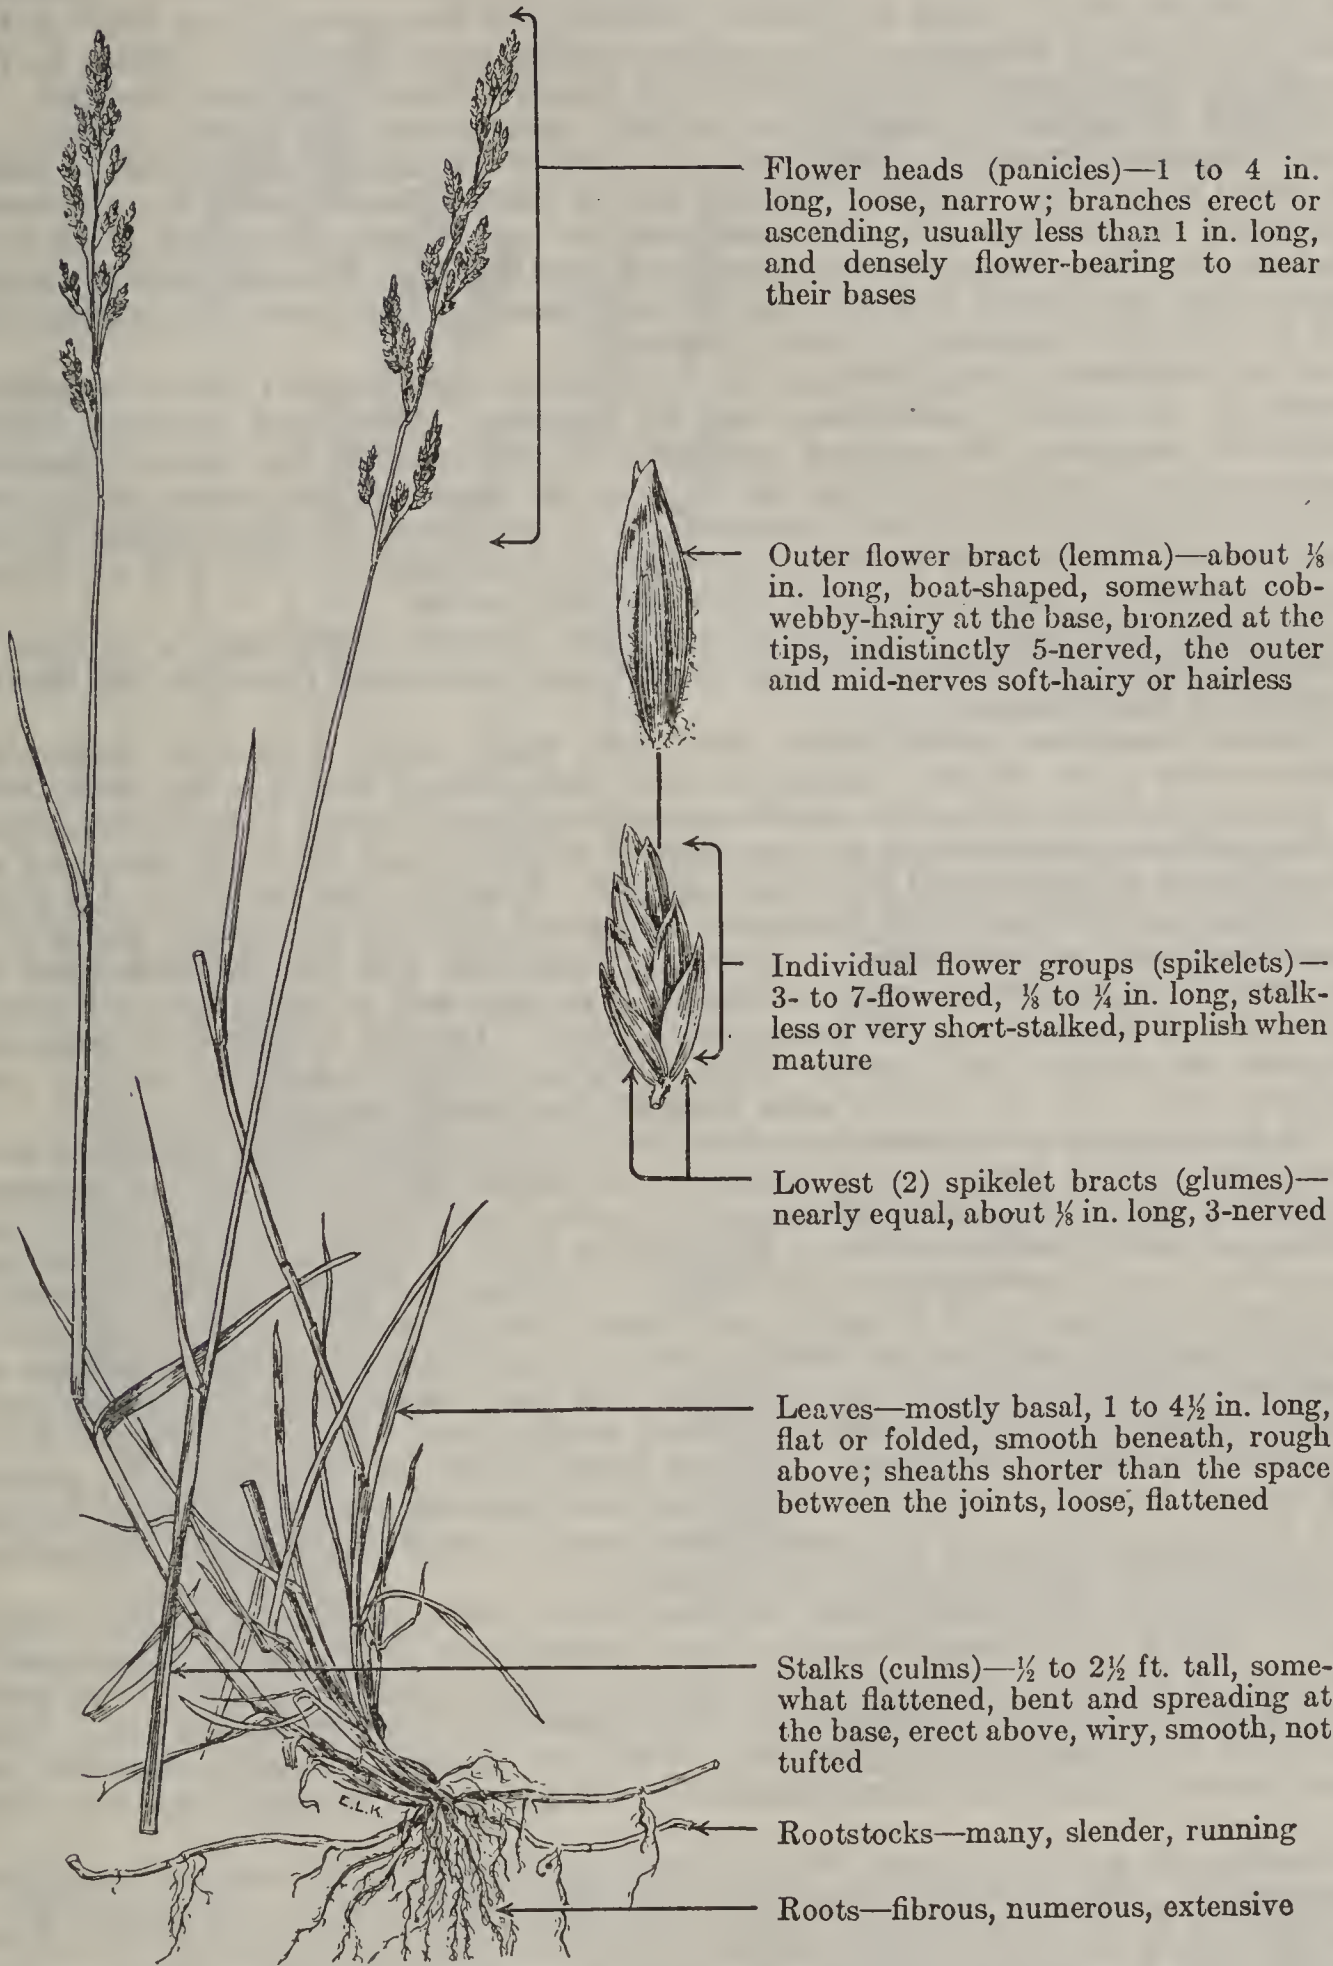 Flower heads (panicles)—1 to 4 in.
long, loose, narrow; branches erect or
ascending, usually less than 1 in. long,
and densely flower-bearing to near
their bases
Outer flower bract (lemma)—about ⅛
in. long, boat-shaped, somewhat cob-
webby-hairy at the base, bronzed at the
tips, indistinctly 5-nerved, the outer
and mid-nerves soft-hairy or hairless
Individual flower groups (spikelets)—
3- to 7-flowered, ⅛ to ¼ in. long, stalk-
less or very short-stalked, purplish when
mature
Lowest (2) spikelet bracts (glumes)—
nearly equal, about ⅛ in. long, 3-nerved
Leaves—mostly basal, 1 to 4½ in. long,
flat or folded, smooth beneath, rough
above; sheaths shorter than the space
between the joints, loose, flattened
Stalks (culms)—½ to 2½ ft. tall, some-
what flattened, bent and spreading at
the base, erect above, wiry, smooth, not
tufted
E.L.K.
Rootstocks—many, slender, running
Roots—fibrous, numerous, extensive